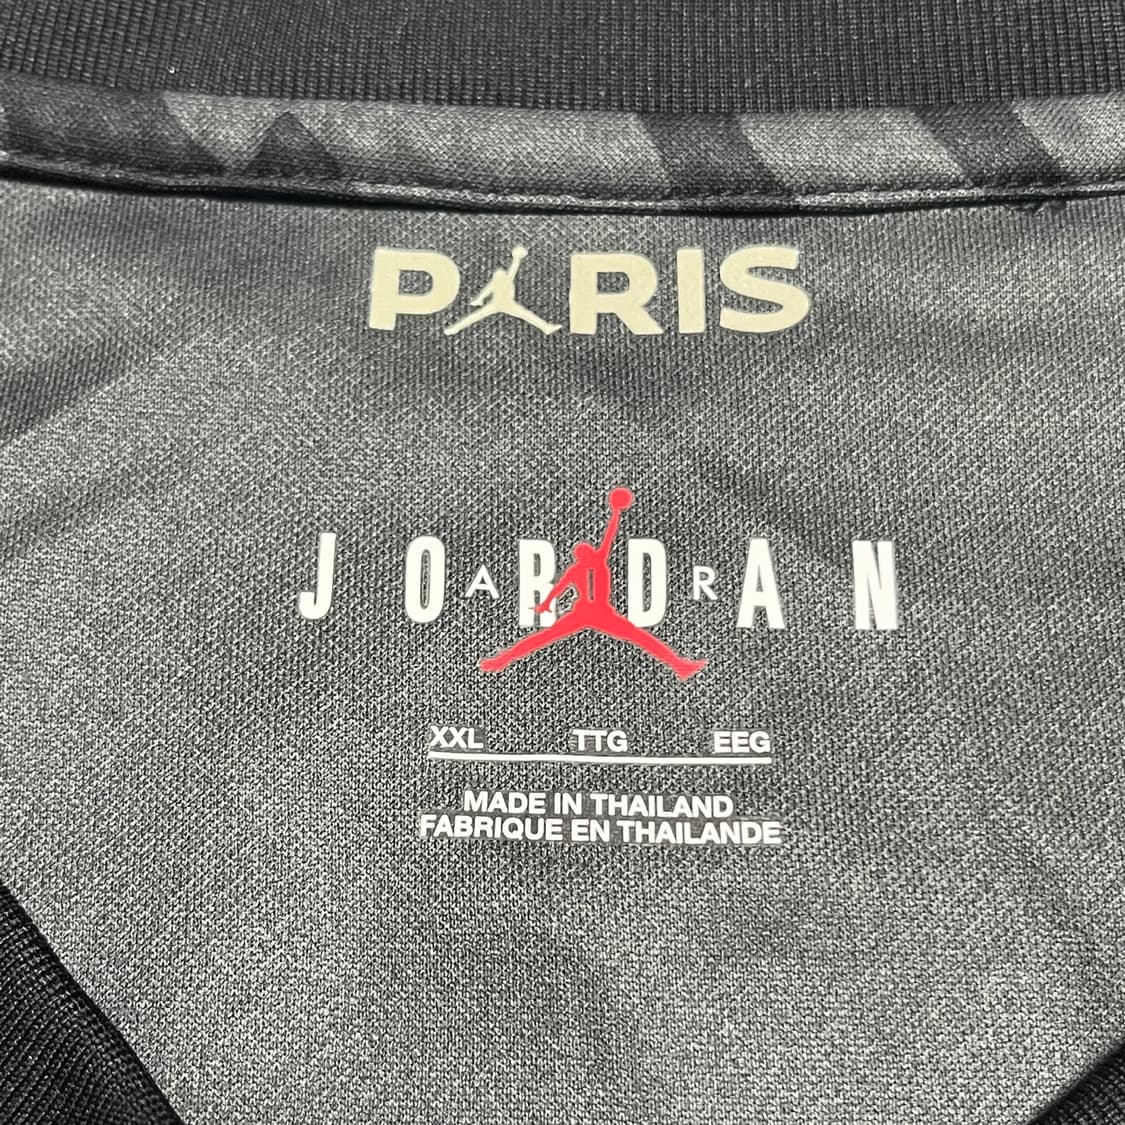 PARIS
JORDAN
AIR
XXL TTG EEG
MADE IN THAILAND
FABRIQUE EN THAILANDE